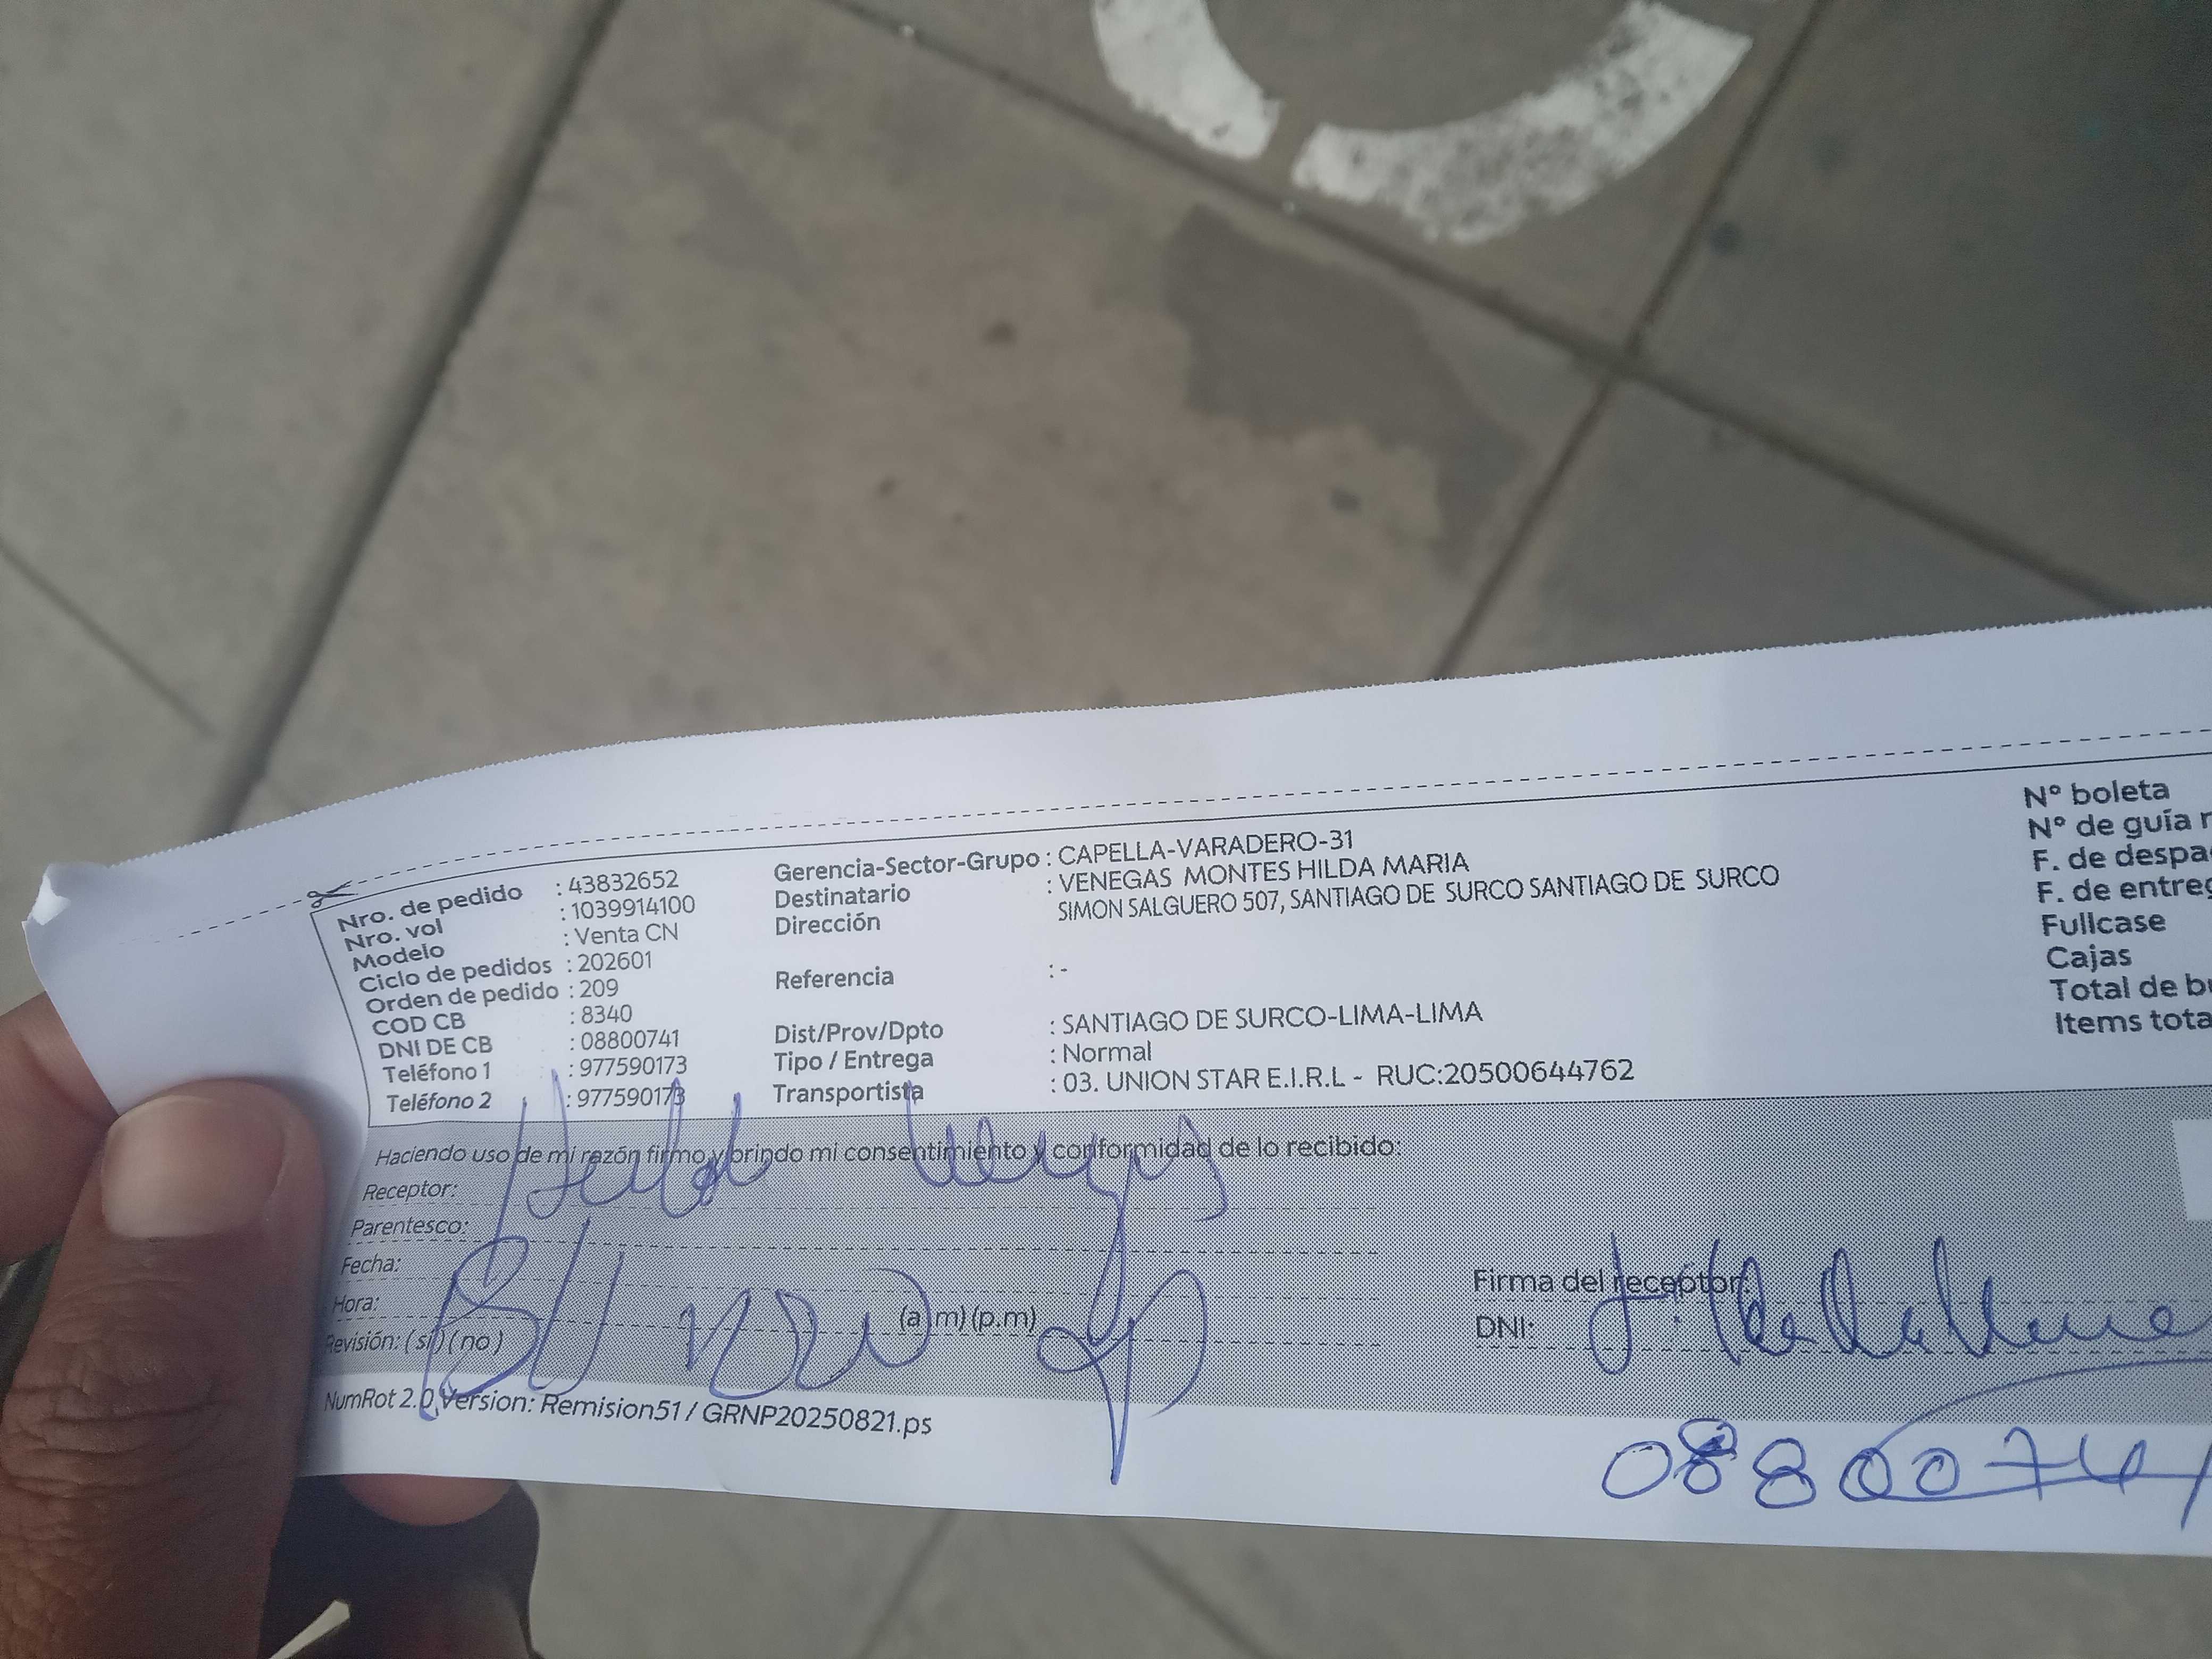 Nro. de pedido : 43832652
Nro. vol : 1039914100
Modelo : Venta CN
Ciclo de pedidos : 202601
Orden de pedido : 209
COD CB : 8340
DNI DE CB : 08800741
Teléfono 1 : 977590173
Teléfono 2 : 977590173
Gerencia-Sector-Grupo : CAPELLA-VARADERO-31
Destinatario : VENEGAS MONTES HILDA MARIA
Dirección SIMON SALGUERO 507, SANTIAGO DE SURCO SANTIAGO DE SURCO
Referencia : -
Dist/Prov/Dpto : SANTIAGO DE SURCO-LIMA-LIMA
Tipo / Entrega : Normal
Transportista : 03. UNION STAR E.I.R.L - RUC:20500644762
Nº boleta
Nº de guía
F. de
F. de
Fullcase
Cajas
Total de
Items
Haciendo uso de mi razón firmo y brindo mi consentimiento y conformidad de lo recibido:
Receptor:
Parentesco:
Fecha:
Hora: (a.m) (p.m)
Revisión: ( si ) ( no )
Firma del receptor:
DNI:
08800741
NumRot 2.0, Version: Remision51 / GRNP20250821.ps